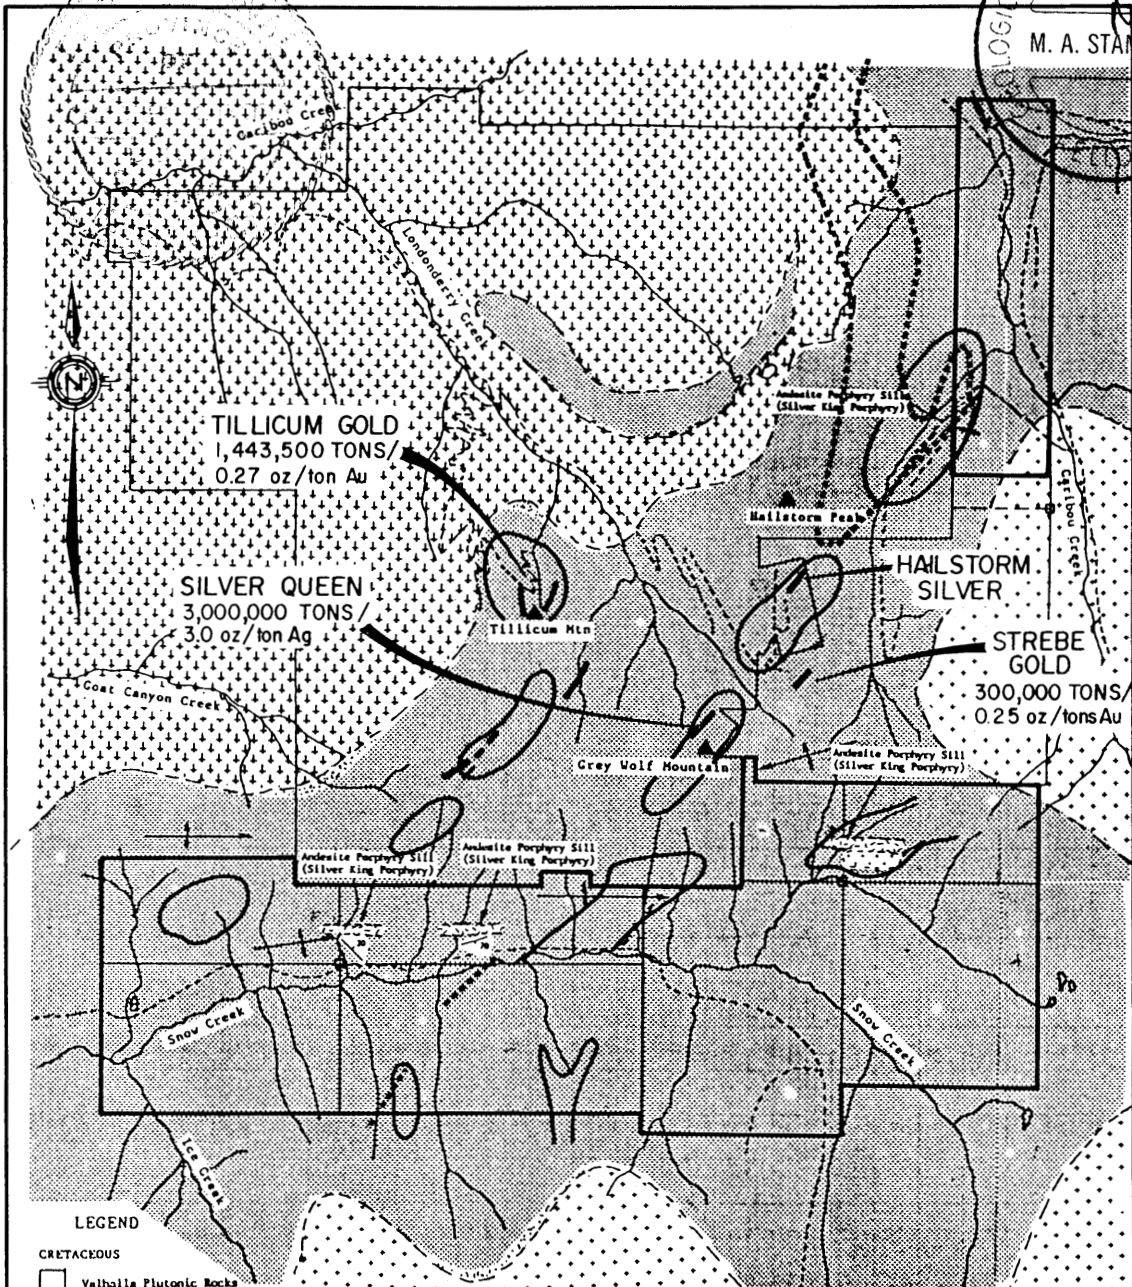 M. A. STAN
Caribou Creek
Londonderry Creek
N
TILLICUM GOLD
1,443,500 TONS/
0.27 oz/ton Au
Andesite Porphyry Sill
(Silver King Porphyry)
Caribou Creek
Hailstorm Peak
HAILSTORM
SILVER
SILVER QUEEN
3,000,000 TONS/
3.0 oz/ton Ag
Tillicum Mtn
STREBE
GOLD
300,000 TONS/
0.25 oz/tons Au
Goat Canyon Creek
Grey Wolf Mountain
Andesite Porphyry Sill
(Silver King Porphyry)
Andesite Porphyry Sill
(Silver King Porphyry)
Andesite Porphyry Sill
(Silver King Porphyry)
Snow Creek
Snow Creek
Ice Creek
LEGEND
CRETACEOUS
Valhalla Plutonic Rocks